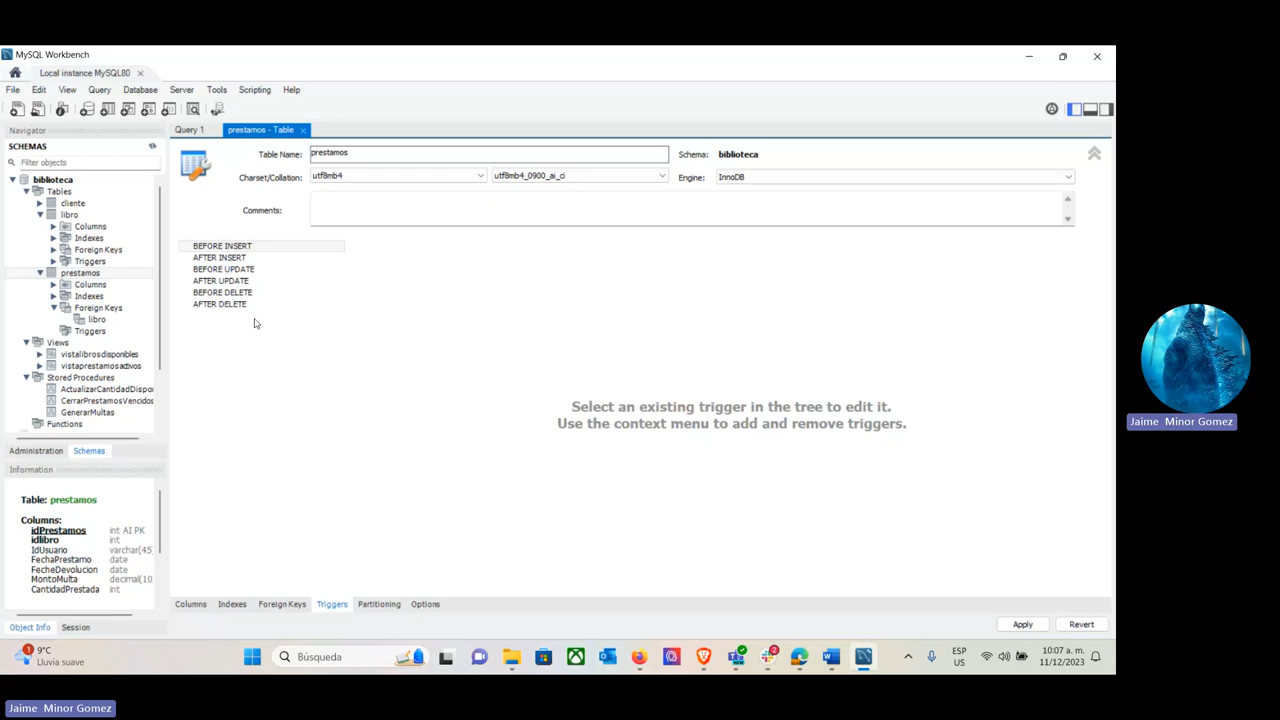 MySQL Workbench
Local instance MySQL80
File Edit View Query Database Server Tools Scripting Help
Navigator
SCHEMAS
Filter objects
biblioteca
Tables
cliente
libro
Columns
Indexes
Foreign Keys
Triggers
prestamos
Columns
Indexes
Foreign Keys
libro
Triggers
Views
vistalibrosdisponibles
vistaprestamosactivos
Stored Procedures
ActualizarCantidadDispo
CerrarPrestamosVencidos
GenerarMultas
Functions
Administration Schemas
Information
Table: prestamos
Columns:
idPrestamos int AI PK
idlibro int
IdUsuario varchar(45)
FechaPrestamo date
FecheDevolucion date
MontoMulta decimal(10
CantidadPrestada int
Object Info Session
Query 1 prestamos - Table
Table Name: prestamos Schema: biblioteca
Charset/Collation: utf8mb4 utf8mb4_0900_ai_ci Engine: InnoDB
Comments:
BEFORE INSERT
AFTER INSERT
BEFORE UPDATE
AFTER UPDATE
BEFORE DELETE
AFTER DELETE
Select an existing trigger in the tree to edit it.
Use the context menu to add and remove triggers.
Columns Indexes Foreign Keys Triggers Partitioning Options
Apply Revert
1
9°C
Lluvia suave
Búsqueda
2
ESP
US
10:07 a. m.
11/12/2023
Jaime Minor Gomez
Jaime Minor Gomez